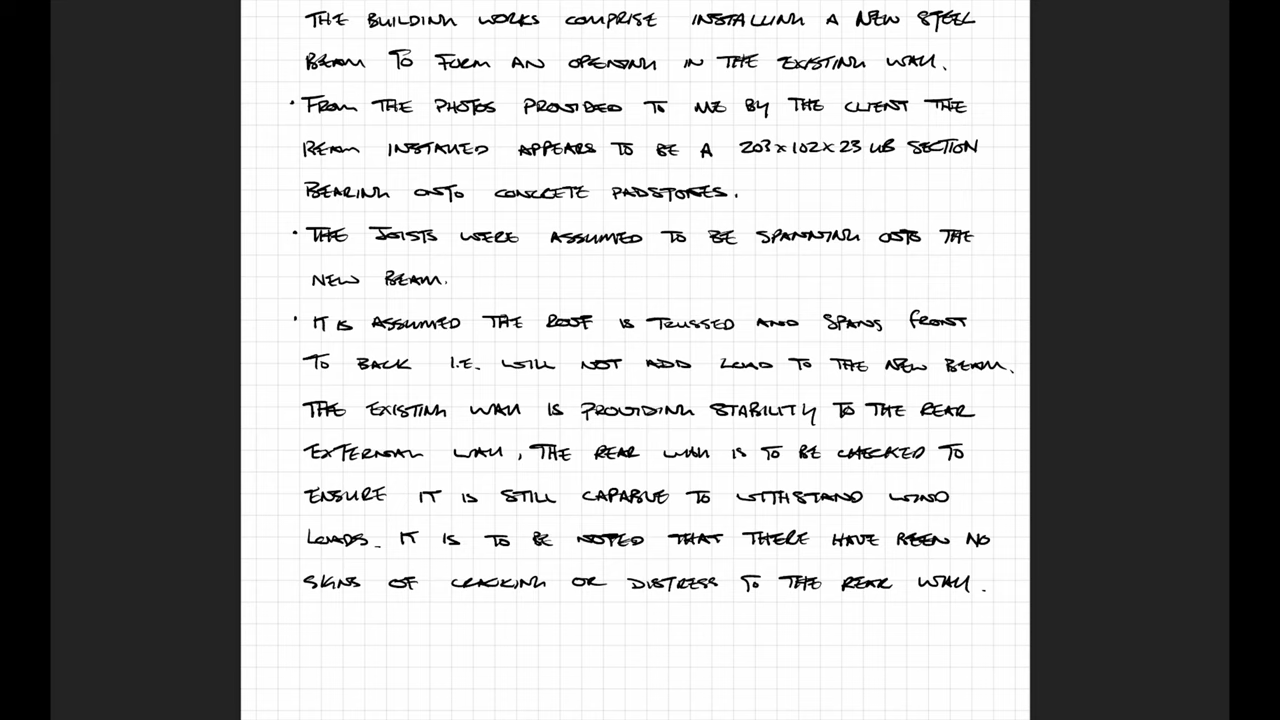 THE BUILDING WORKS COMPRISE INSTALLING A NEW STEEL
BEAM TO FORM AN OPENING IN THE EXISTING WALL.
· FROM THE PHOTOS PROVIDED TO ME BY THE CLIENT THE
BEAM INSTALLED APPEARS TO BE A 203x102x23 UB SECTION
BEARING ONTO CONCRETE PADSTONES.
· THE JOISTS WERE ASSUMED TO BE SPANNING ONTO THE
NEW BEAM.
· IT IS ASSUMED THE ROOF IS TRUSSED AND SPANS FRONT
TO BACK I.E. WILL NOT ADD LOAD TO THE NEW BEAM.
THE EXISTING WALL IS PROVIDING STABILITY TO THE REAR
EXTERNAL WALL, THE REAR WALL IS TO BE CHECKED TO
ENSURE IT IS STILL CAPABLE TO WITHSTAND WIND
LOADS. IT IS TO BE NOTED THAT THERE HAVE BEEN NO
SIGNS OF CRACKING OR DISTRESS TO THE REAR WALL.